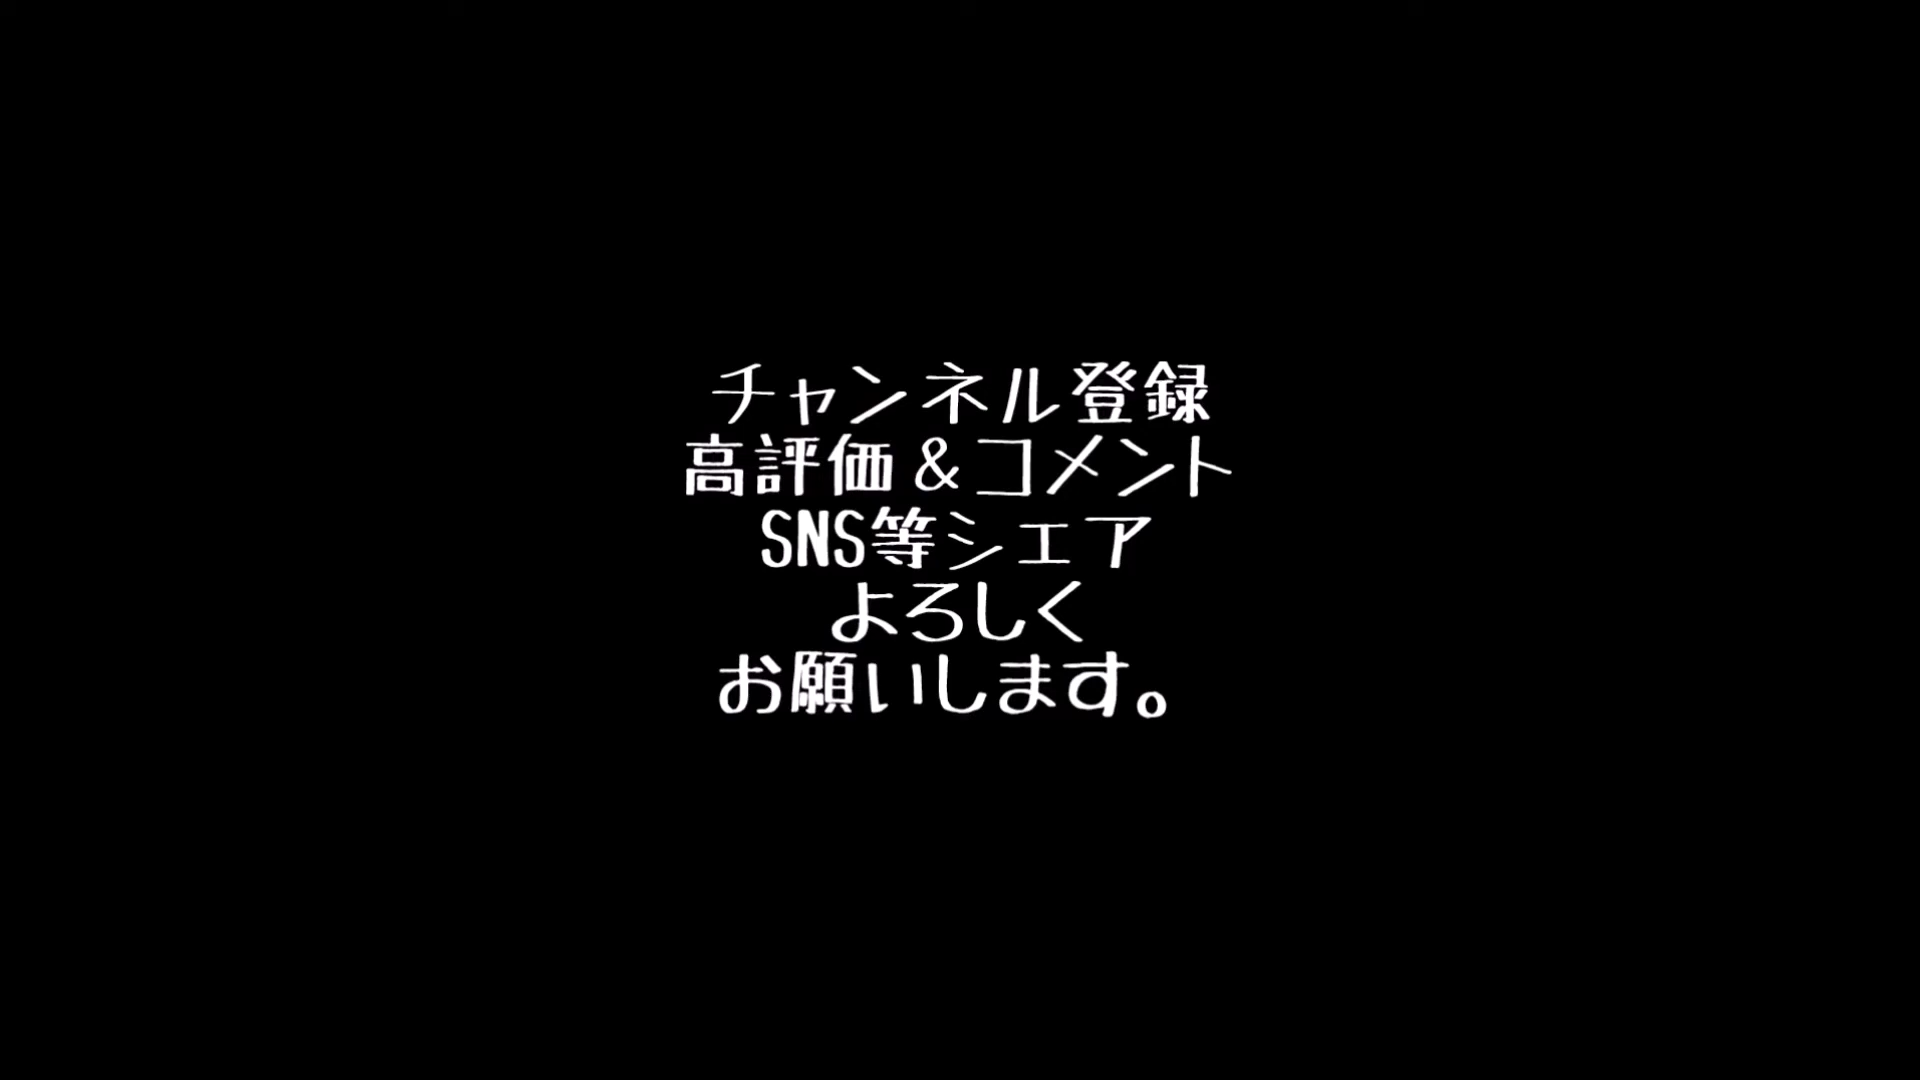 チャンネル登録
高評価＆コメント
SNS等シェア
よろしく
お願いします。